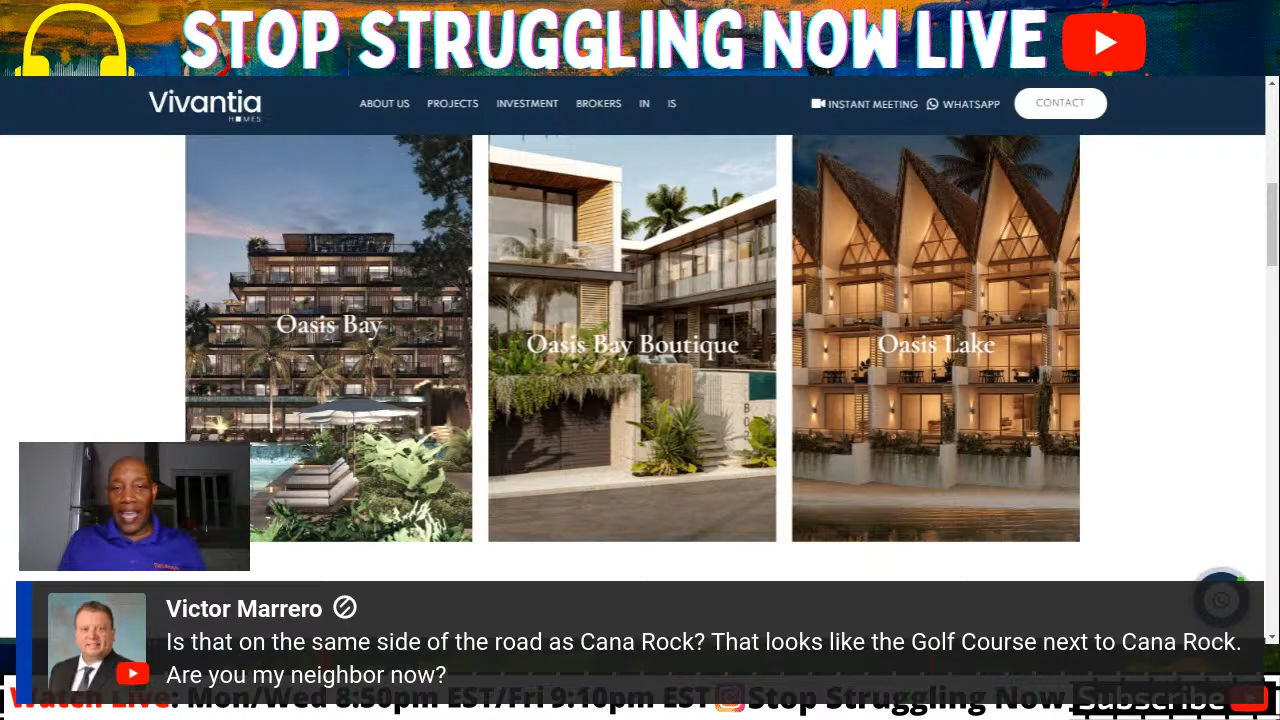 STOP STRUGGLING NOW LIVE
Vivantia
HOMES
ABOUT US PROJECTS INVESTMENT BROKERS IN IS
INSTANT MEETING WHATSAPP CONTACT
Oasis Bay
Oasis Bay Boutique
Oasis Lake
Victor Marrero
Is that on the same side of the road as Cana Rock? That looks like the Golf Course next to Cana Rock.
Are you my neighbor now?
Watch Live: Mon/Wed 8:50pm EST/Fri 9:10pm EST Stop Struggling Now Subscribe